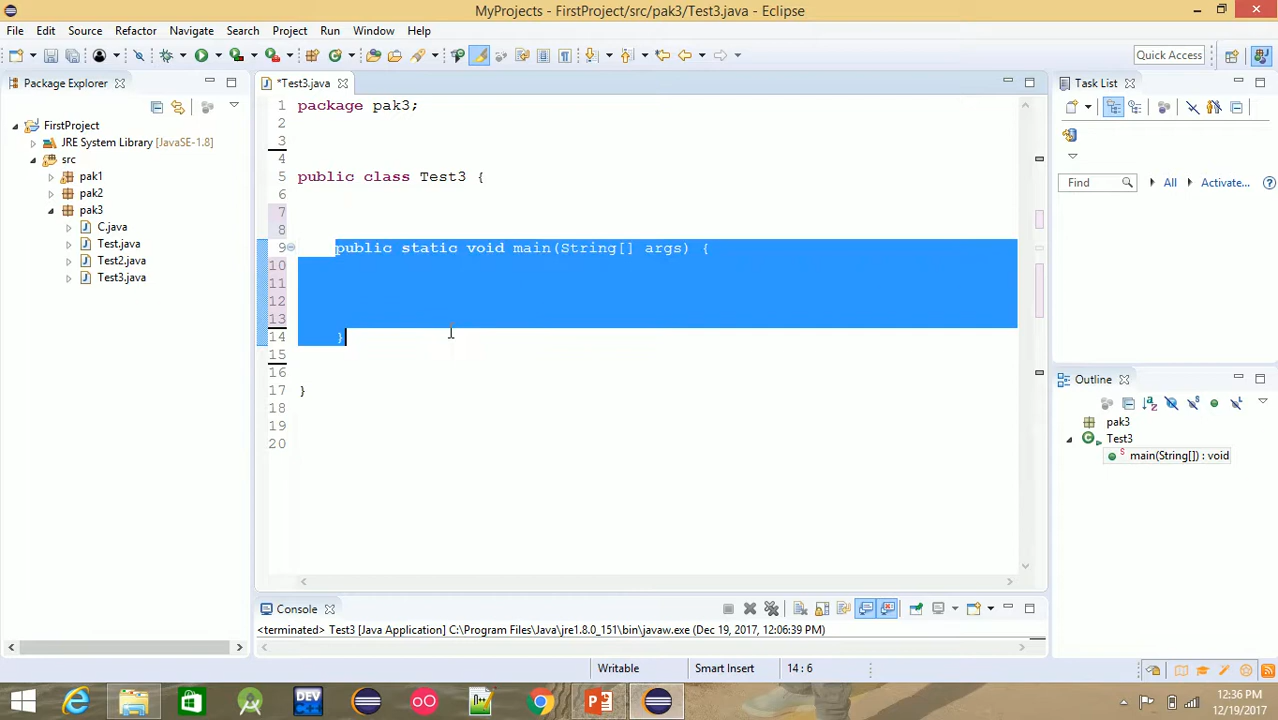 MyProjects - FirstProject/src/pak3/Test3.java - Eclipse
File Edit Source Refactor Navigate Search Project Run Window Help
Quick Access
Package Explorer
*Test3.java
Task List
FirstProject
JRE System Library [JavaSE-1.8]
src
pak1
pak2
pak3
C.java
Test.java
Test2.java
Test3.java
1 package pak3;
2
3
4
5 public class Test3 {
6
7
8
9 public static void main(String[] args) {
10
11
12
13
14 }
15
16
17 }
18
19
20
Find All Activate...
Outline
pak3
Test3
main(String[]) : void
Console
<terminated> Test3 [Java Application] C:\Program Files\Java\jre1.8.0_151\bin\javaw.exe (Dec 19, 2017, 12:06:39 PM)
Writable Smart Insert 14 : 6
DEV
12:36 PM
12/19/2017